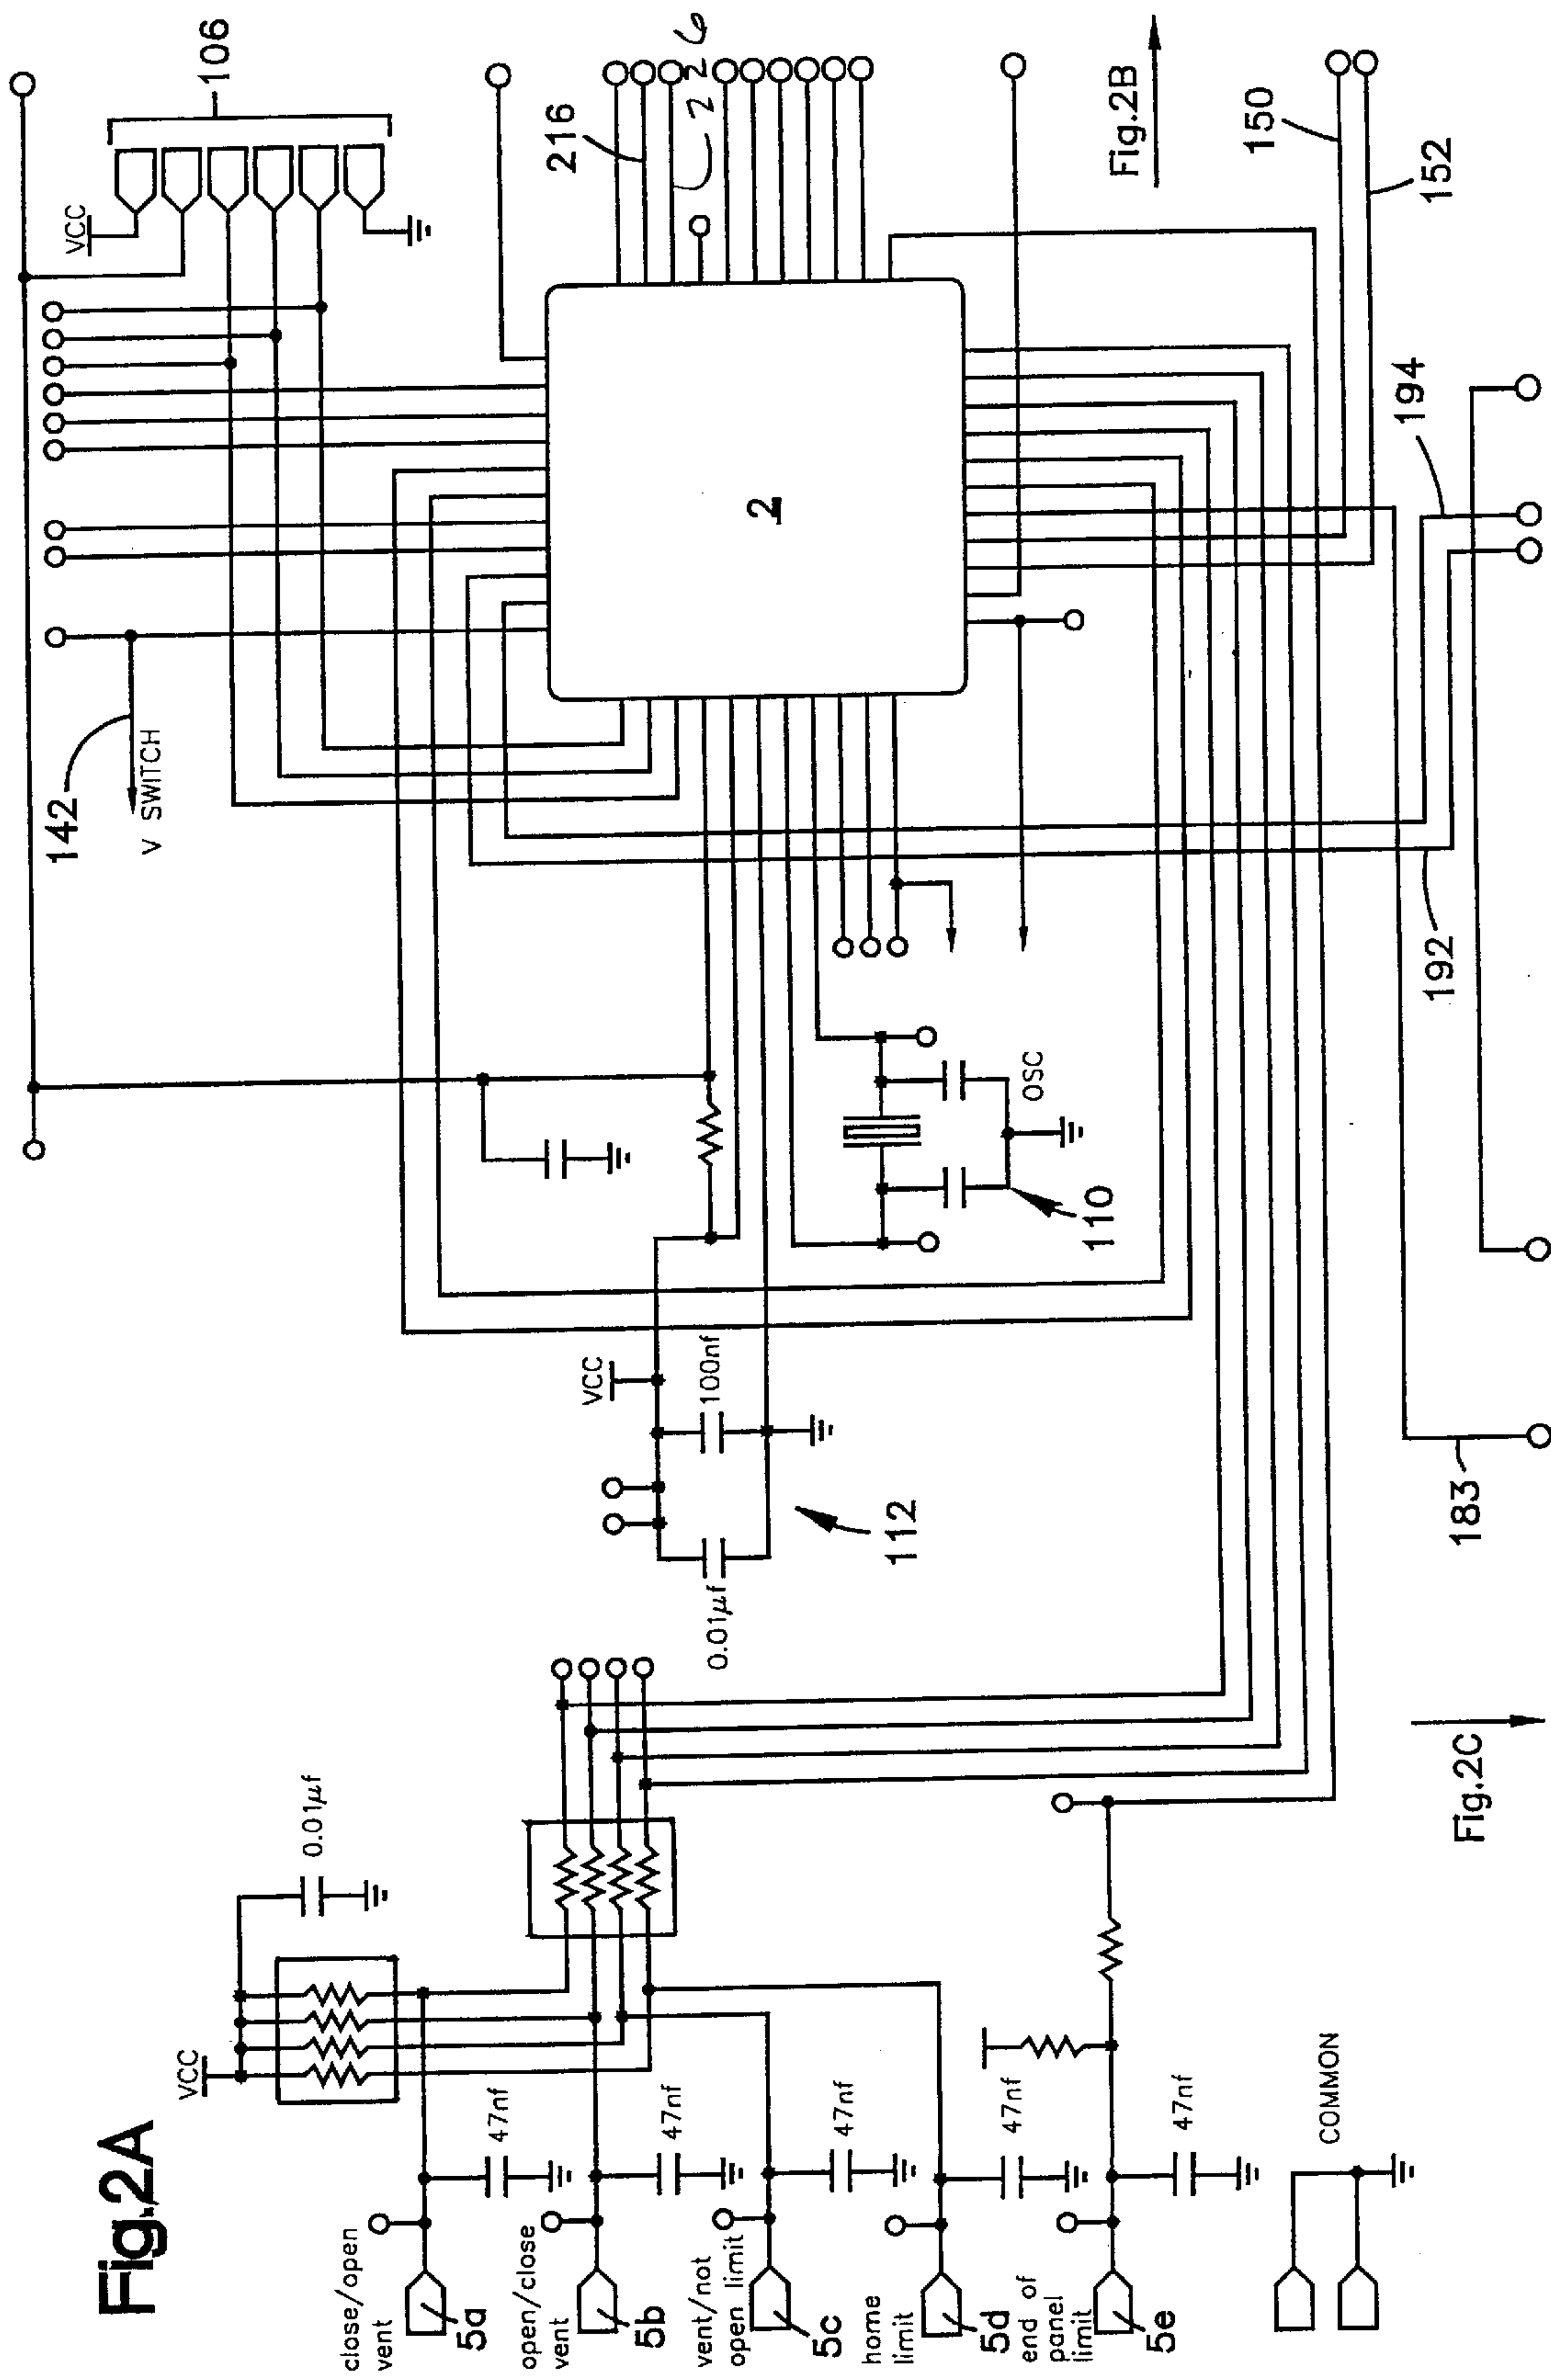 Fig.2A
close/open
vent
5a
47nf
VCC
0.01µf
open/close
vent
5b
47nf
vent/not
open limit
5c
47nf
home
limit
5d
47nf
end of
panel
limit
5e
47nf
COMMON
Fig.2C
0.01µf
112
VCC
100nf
110
OSC
183
192
142
V SWITCH
2
194
VCC
106
216
226
Fig.2B
150
152